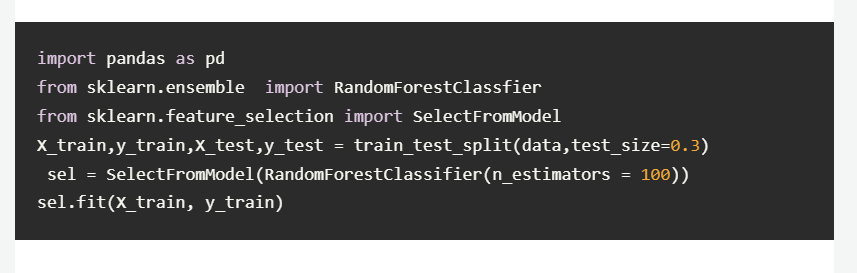 import pandas as pd
from sklearn.ensemble  import RandomForestClassfier
from sklearn.feature_selection import SelectFromModel
X_train,y_train,X_test,y_test = train_test_split(data,test_size=0.3)
 sel = SelectFromModel(RandomForestClassifier(n_estimators = 100))
sel.fit(X_train, y_train)